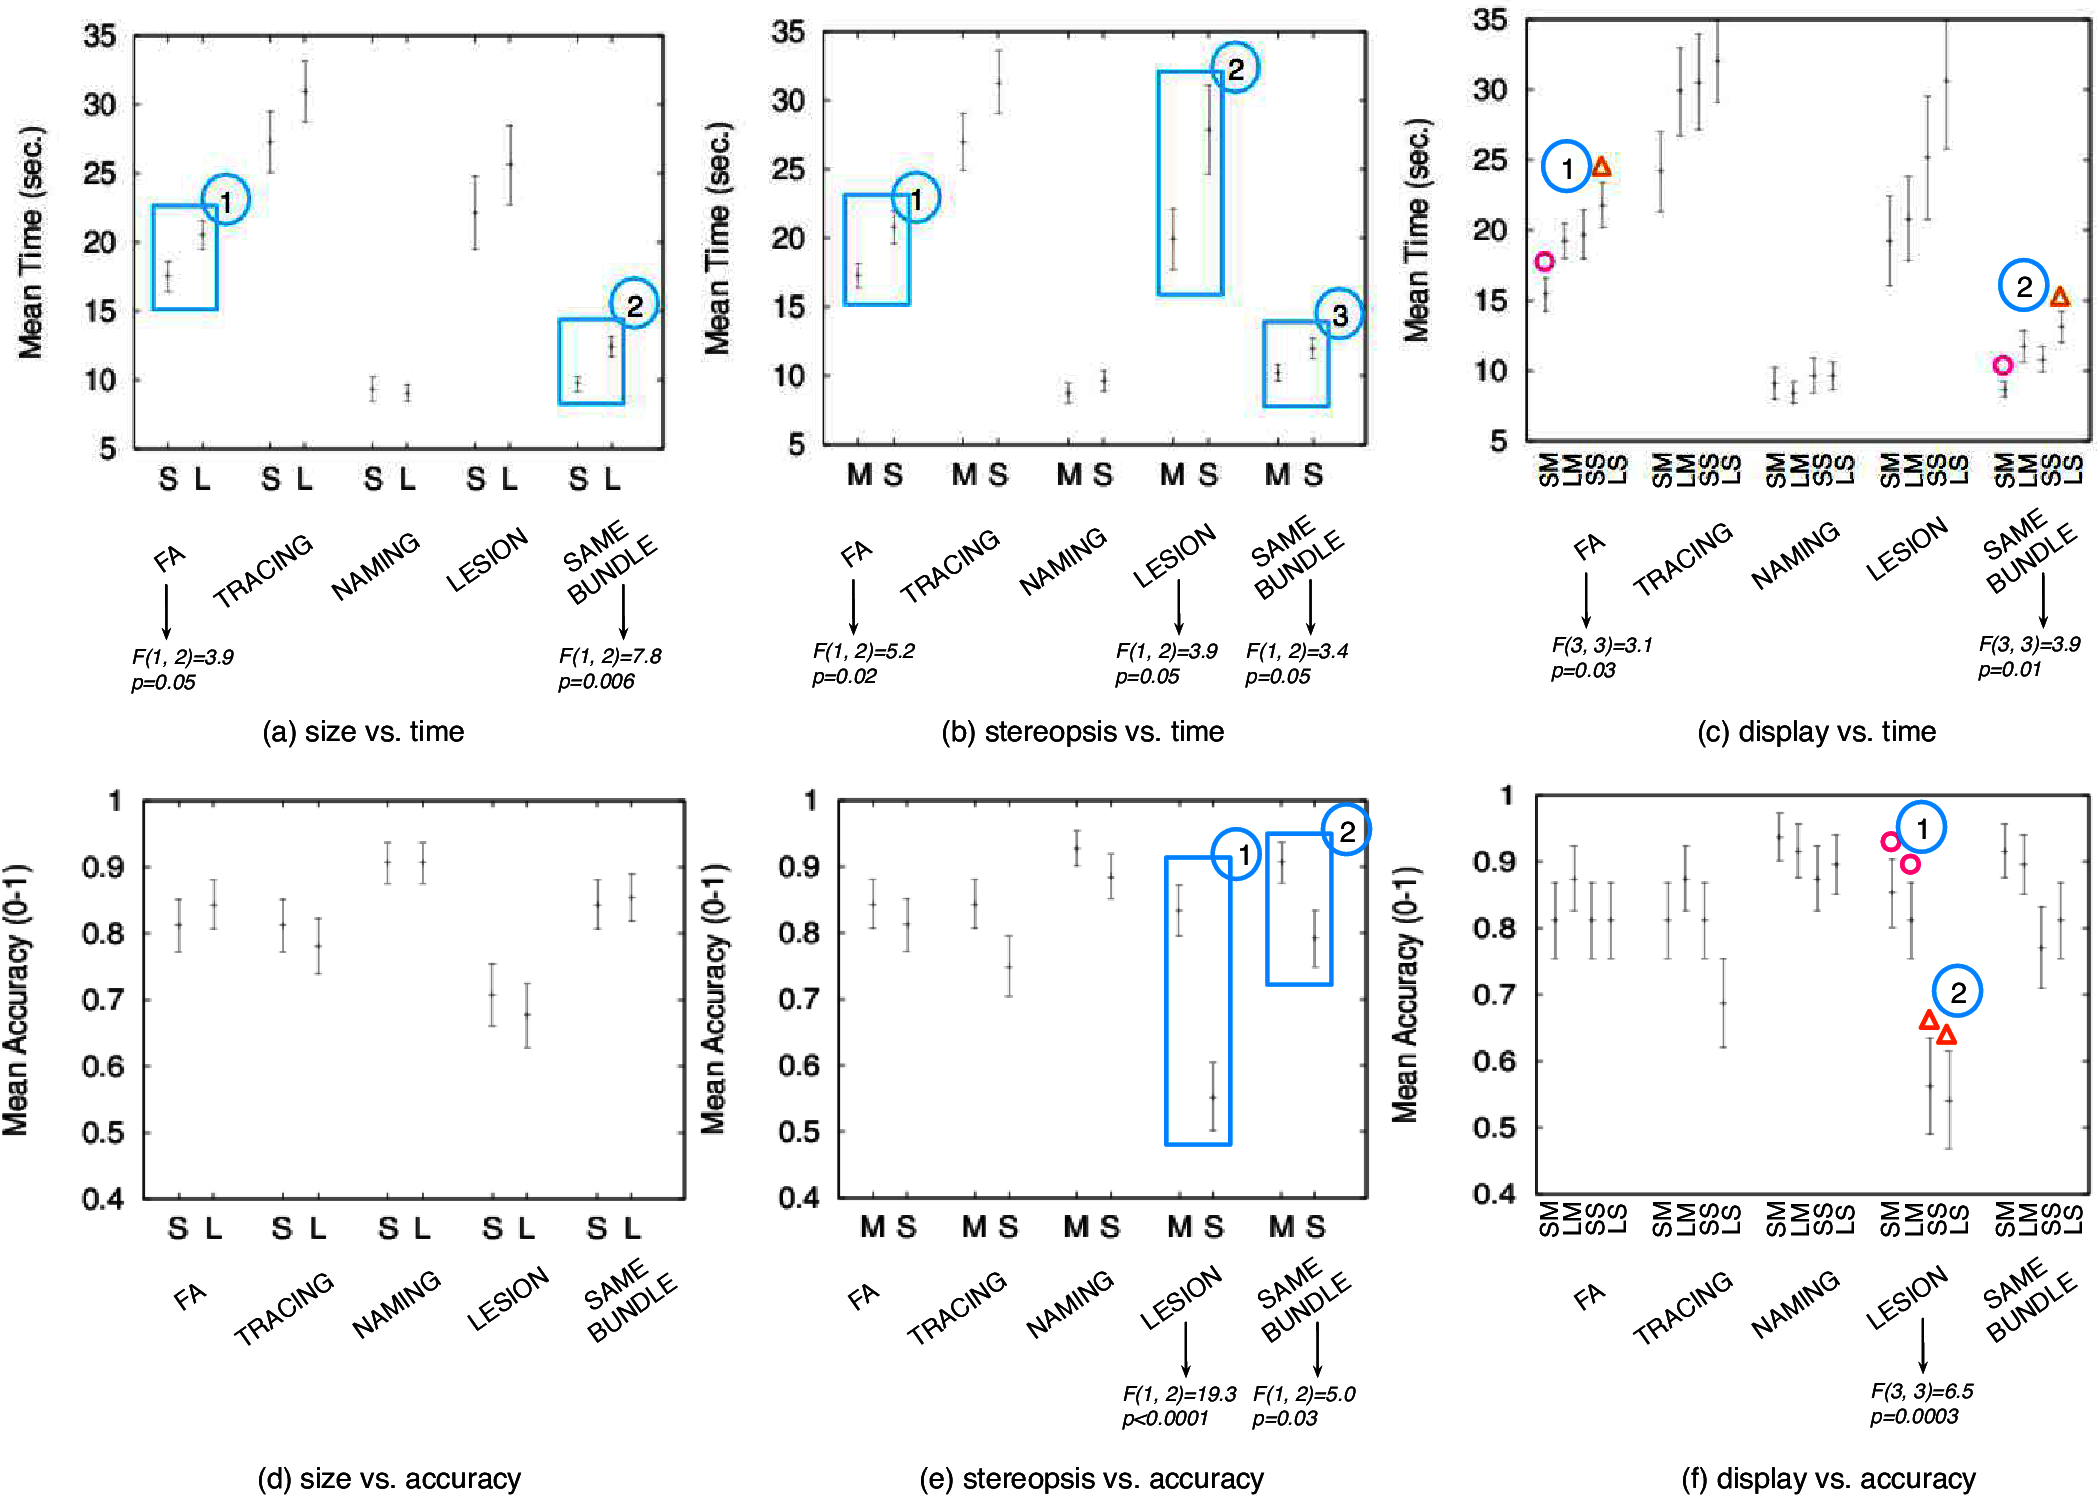 35
30
25
20
15
10
5
Mean Time (sec.)
1
2
S L S L S L S L S L
FA
TRACING
NAMING
LESION
SAME
BUNDLE
F(1, 2)=3.9
p=0.05
F(1, 2)=7.8
p=0.006
(a) size vs. time
35
30
25
20
15
10
5
Mean Time (sec.)
1
2
3
M S M S M S M S M S
FA
TRACING
NAMING
LESION
SAME
BUNDLE
F(1, 2)=5.2
p=0.02
F(1, 2)=3.9
p=0.05
F(1, 2)=3.4
p=0.05
(b) stereopsis vs. time
35
30
25
20
15
10
5
Mean Time (sec.)
1
2
SM LM SS LS SM LM SS LS SM LM SS LS SM LM SS LS SM LM SS LS
FA
TRACING
NAMING
LESION
SAME
BUNDLE
F(3, 3)=3.1
p=0.03
F(3, 3)=3.9
p=0.01
(c) display vs. time
1
0.9
0.8
0.7
0.6
0.5
0.4
Mean Accuracy (0-1)
S L S L S L S L S L
FA
TRACING
NAMING
LESION
SAME
BUNDLE
(d) size vs. accuracy
1
0.9
0.8
0.7
0.6
0.5
0.4
Mean Accuracy (0-1)
1
2
M S M S M S M S M S
FA
TRACING
NAMING
LESION
SAME
BUNDLE
F(1, 2)=19.3
p<0.0001
F(1, 2)=5.0
p=0.03
(e) stereopsis vs. accuracy
1
0.9
0.8
0.7
0.6
0.5
0.4
Mean Accuracy (0-1)
1
2
SM LM SS LS SM LM SS LS SM LM SS LS SM LM SS LS SM LM SS LS
FA
TRACING
NAMING
LESION
SAME
BUNDLE
F(3, 3)=6.5
p=0.0003
(f) display vs. accuracy